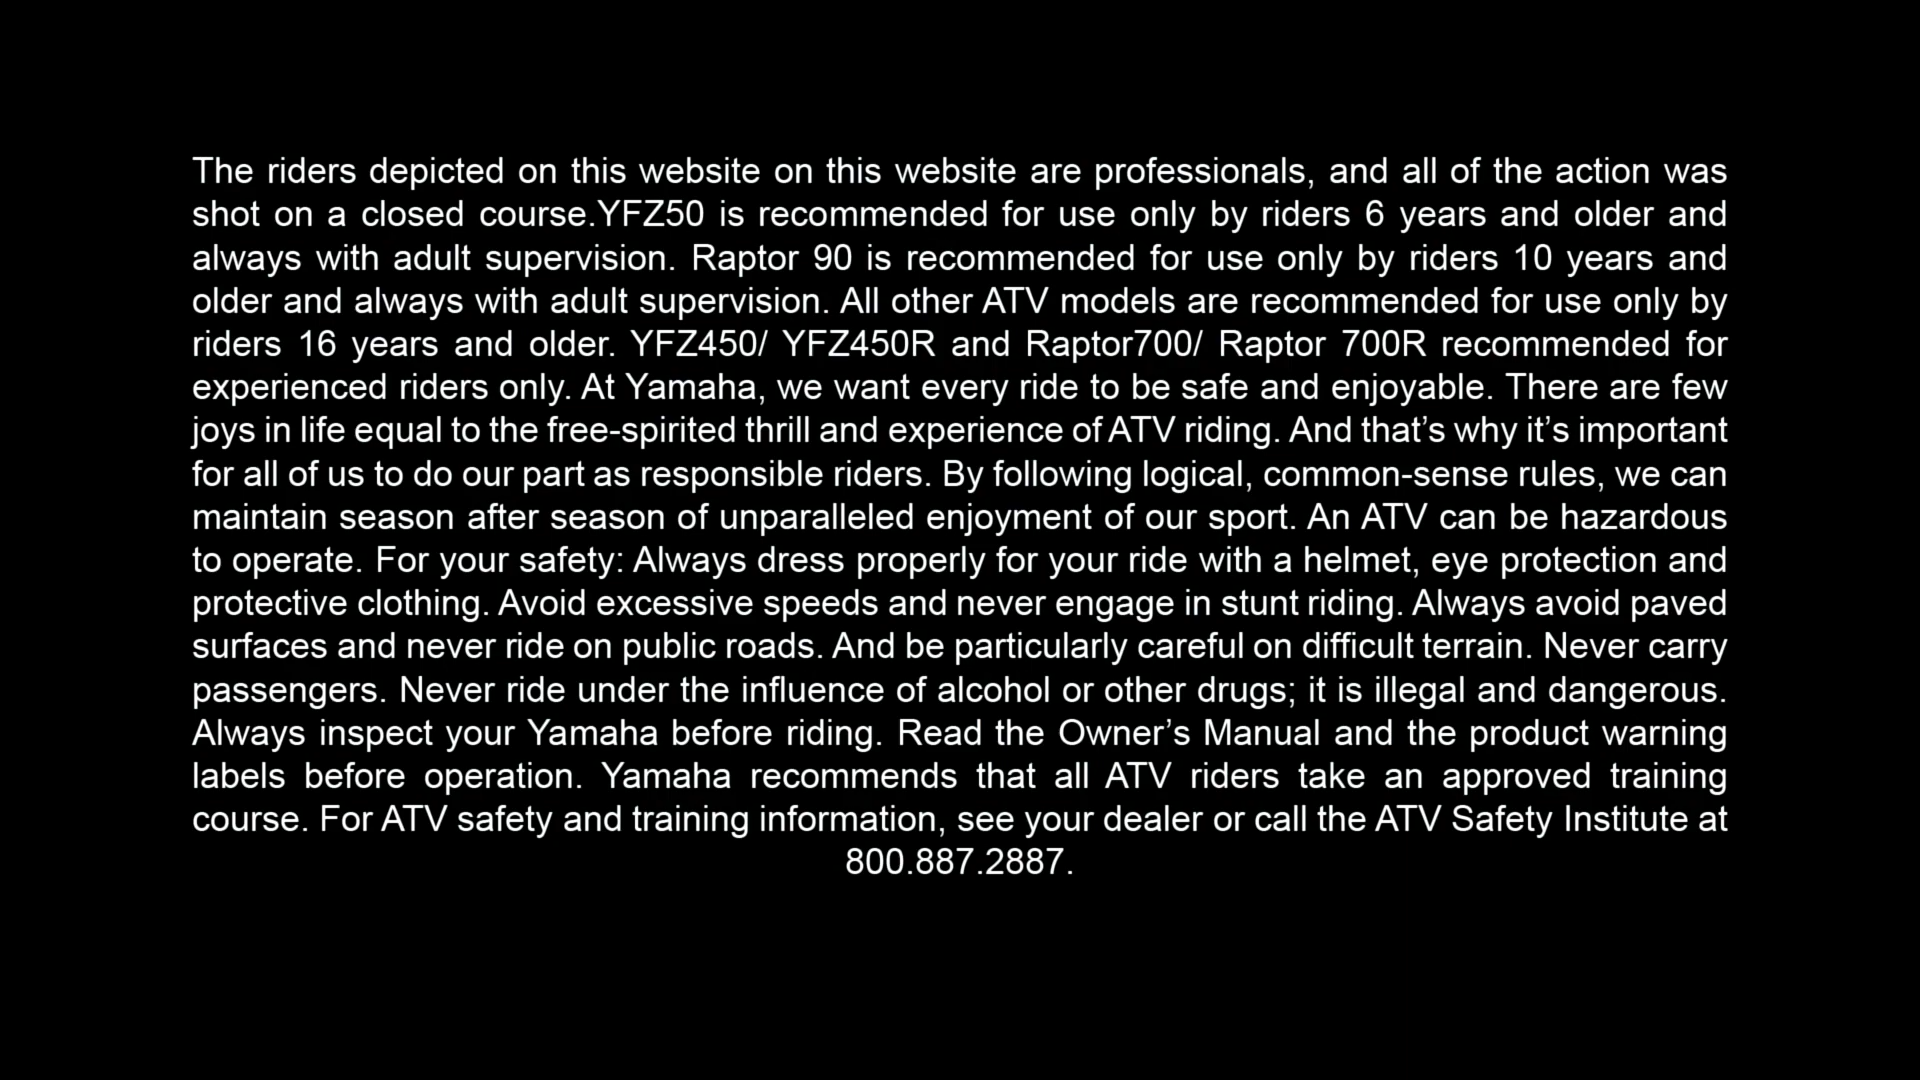 The riders depicted on this website on this website are professionals, and all of the action was
shot on a closed course.YFZ50 is recommended for use only by riders 6 years and older and
always with adult supervision. Raptor 90 is recommended for use only by riders 10 years and
older and always with adult supervision. All other ATV models are recommended for use only by
riders 16 years and older. YFZ450/ YFZ450R and Raptor700/ Raptor 700R recommended for
experienced riders only. At Yamaha, we want every ride to be safe and enjoyable. There are few
joys in life equal to the free-spirited thrill and experience of ATV riding. And that’s why it’s important
for all of us to do our part as responsible riders. By following logical, common-sense rules, we can
maintain season after season of unparalleled enjoyment of our sport. An ATV can be hazardous
to operate. For your safety: Always dress properly for your ride with a helmet, eye protection and
protective clothing. Avoid excessive speeds and never engage in stunt riding. Always avoid paved
surfaces and never ride on public roads. And be particularly careful on difficult terrain. Never carry
passengers. Never ride under the influence of alcohol or other drugs; it is illegal and dangerous.
Always inspect your Yamaha before riding. Read the Owner’s Manual and the product warning
labels before operation. Yamaha recommends that all ATV riders take an approved training
course. For ATV safety and training information, see your dealer or call the ATV Safety Institute at
800.887.2887.